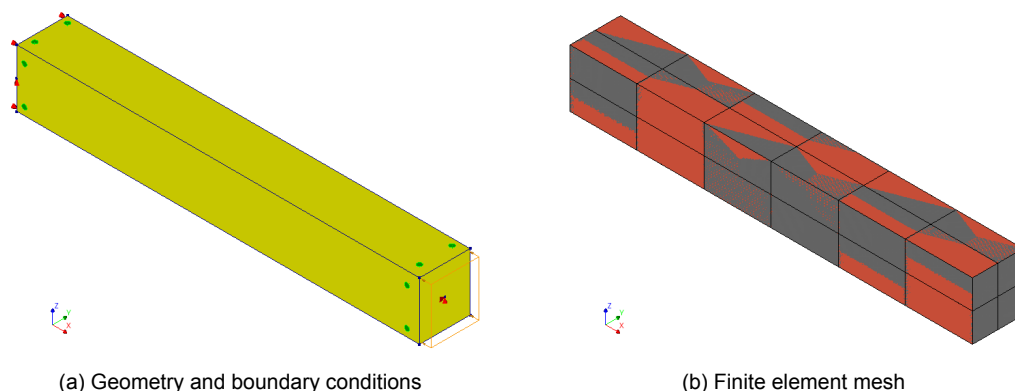 Z
Y
X
Z
Y
X
(a) Geometry and boundary conditions
(b) Finite element mesh